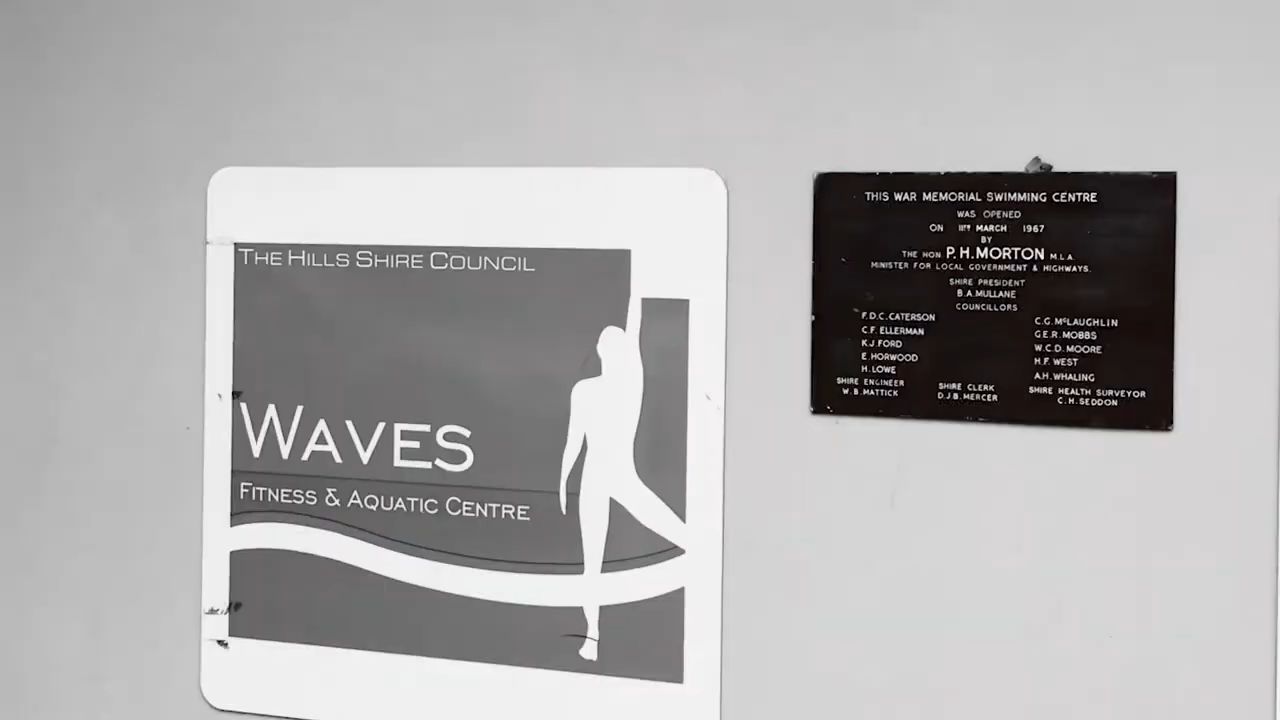 THE HILLS SHIRE COUNCIL
WAVES
FITNESS & AQUATIC CENTRE
THIS WAR MEMORIAL SWIMMING CENTRE
WAS OPENED
ON 11TH MARCH 1967
BY
THE HON P.H.MORTON M.L.A.
MINISTER FOR LOCAL GOVERNMENT & HIGHWAYS.
SHIRE PRESIDENT
B.A.MULLANE
COUNCILLORS
F.D.C.CATERSON
C.F. ELLERMAN
K.J.FORD
E.HORWOOD
H.LOWE
C.G.McLAUGHLIN
G.E.R.MOBBS
W.C.D.MOORE
H.F.WEST
A.H.WHALING
SHIRE ENGINEER
W.B.MATTICK
SHIRE CLERK
D.J.B.MERCER
SHIRE HEALTH SURVEYOR
C.H.SEDDON